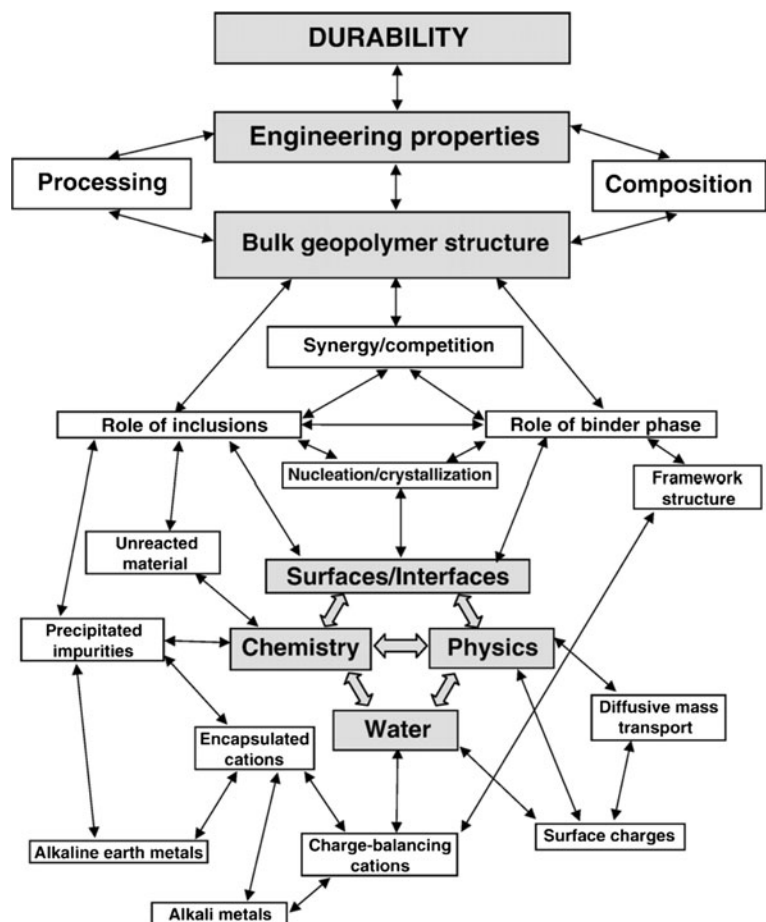 DURABILITY
Engineering properties
Processing
Composition
Bulk geopolymer structure
Synergy/competition
Role of inclusions
Role of binder phase
Nucleation/crystallization
Framework
structure
Unreacted
material
Surfaces/Interfaces
Precipitated
impurities
Chemistry
Physics
Diffusive mass
transport
Water
Encapsulated
cations
Alkaline earth metals
Charge-balancing
cations
Surface charges
Alkali metals